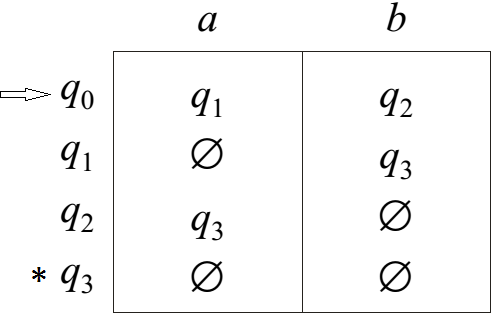 a b
q₀ q₁ q₂
q₁ ∅ q₃
q₂ q₃ ∅
* q₃ ∅ ∅